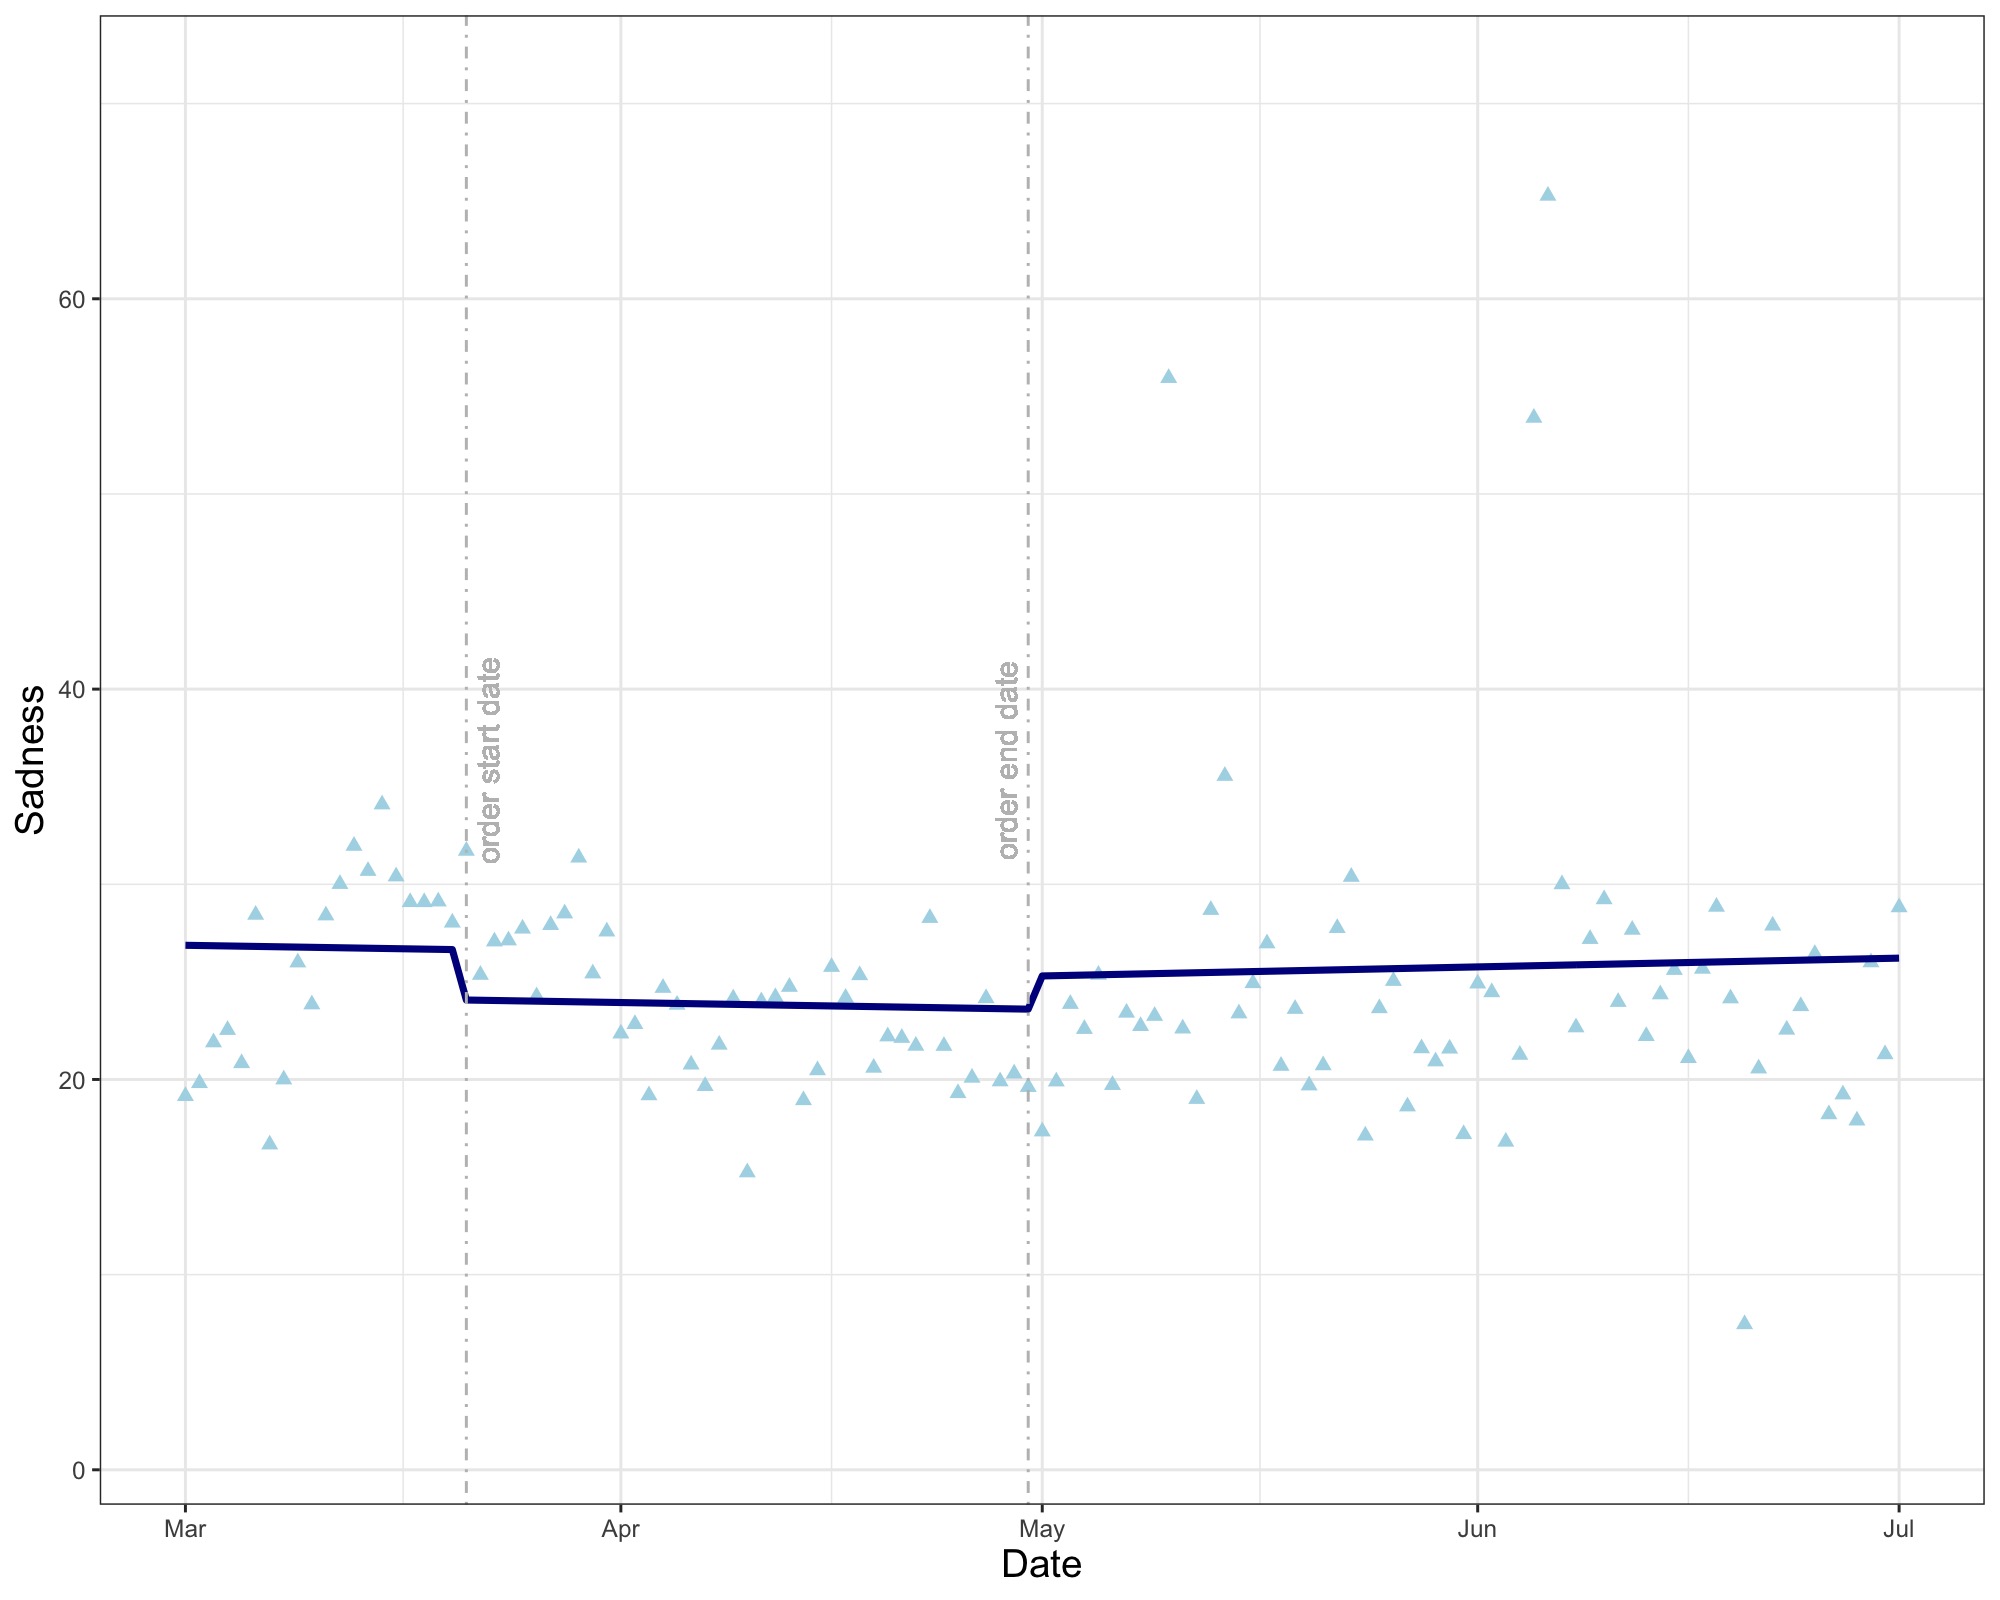 60
40
20
0
Sadness
order start date
order end date
Mar
Apr
May
Jun
Jul
Date